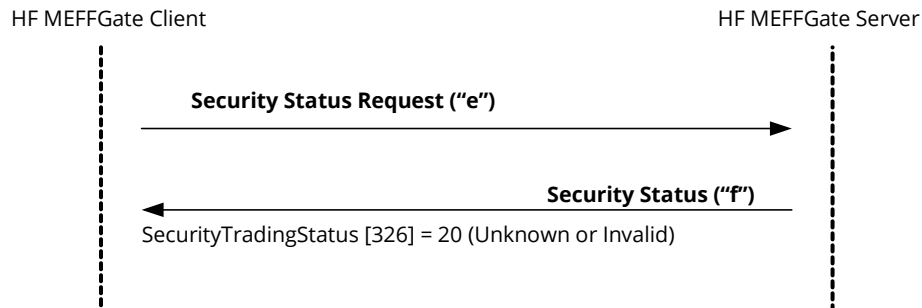 HF MEFFGate Client
HF MEFFGate Server
Security Status Request (“e”)
Security Status (“f”)
SecurityTradingStatus [326] = 20 (Unknown or Invalid)